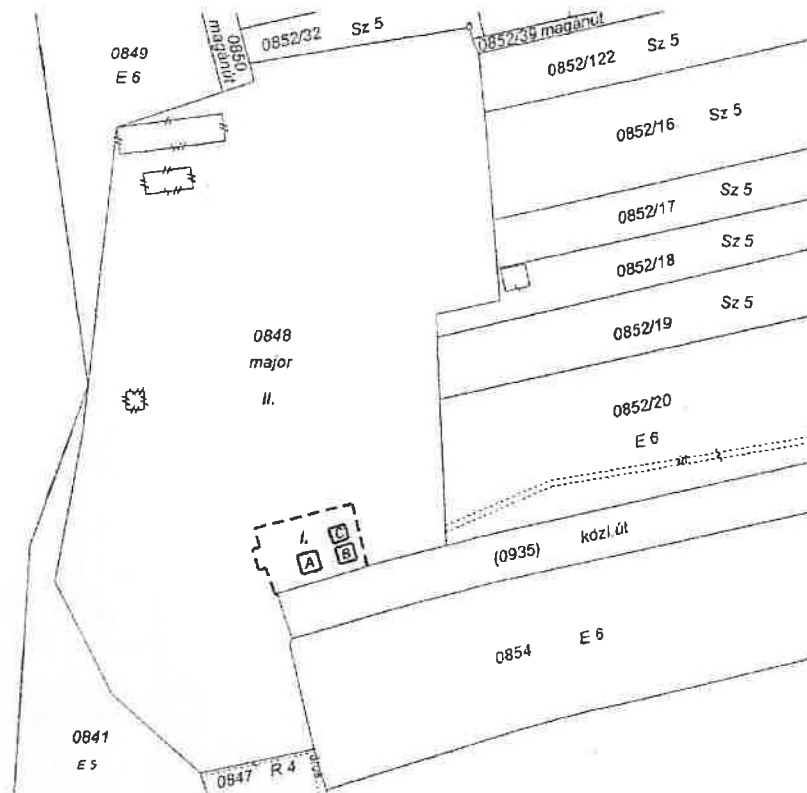 0849
E 6
0850
magánút
0852/32 Sz 5
0852/39 magánút
0852/122 Sz 5
0852/16 Sz 5
0852/17 Sz 5
0852/18 Sz 5
0852/19 Sz 5
0848
major
II.
0852/20
E 6
I.
A
B
C
(0935) közl.út
0854 E 6
0841
E 5
0847 R 4
árok